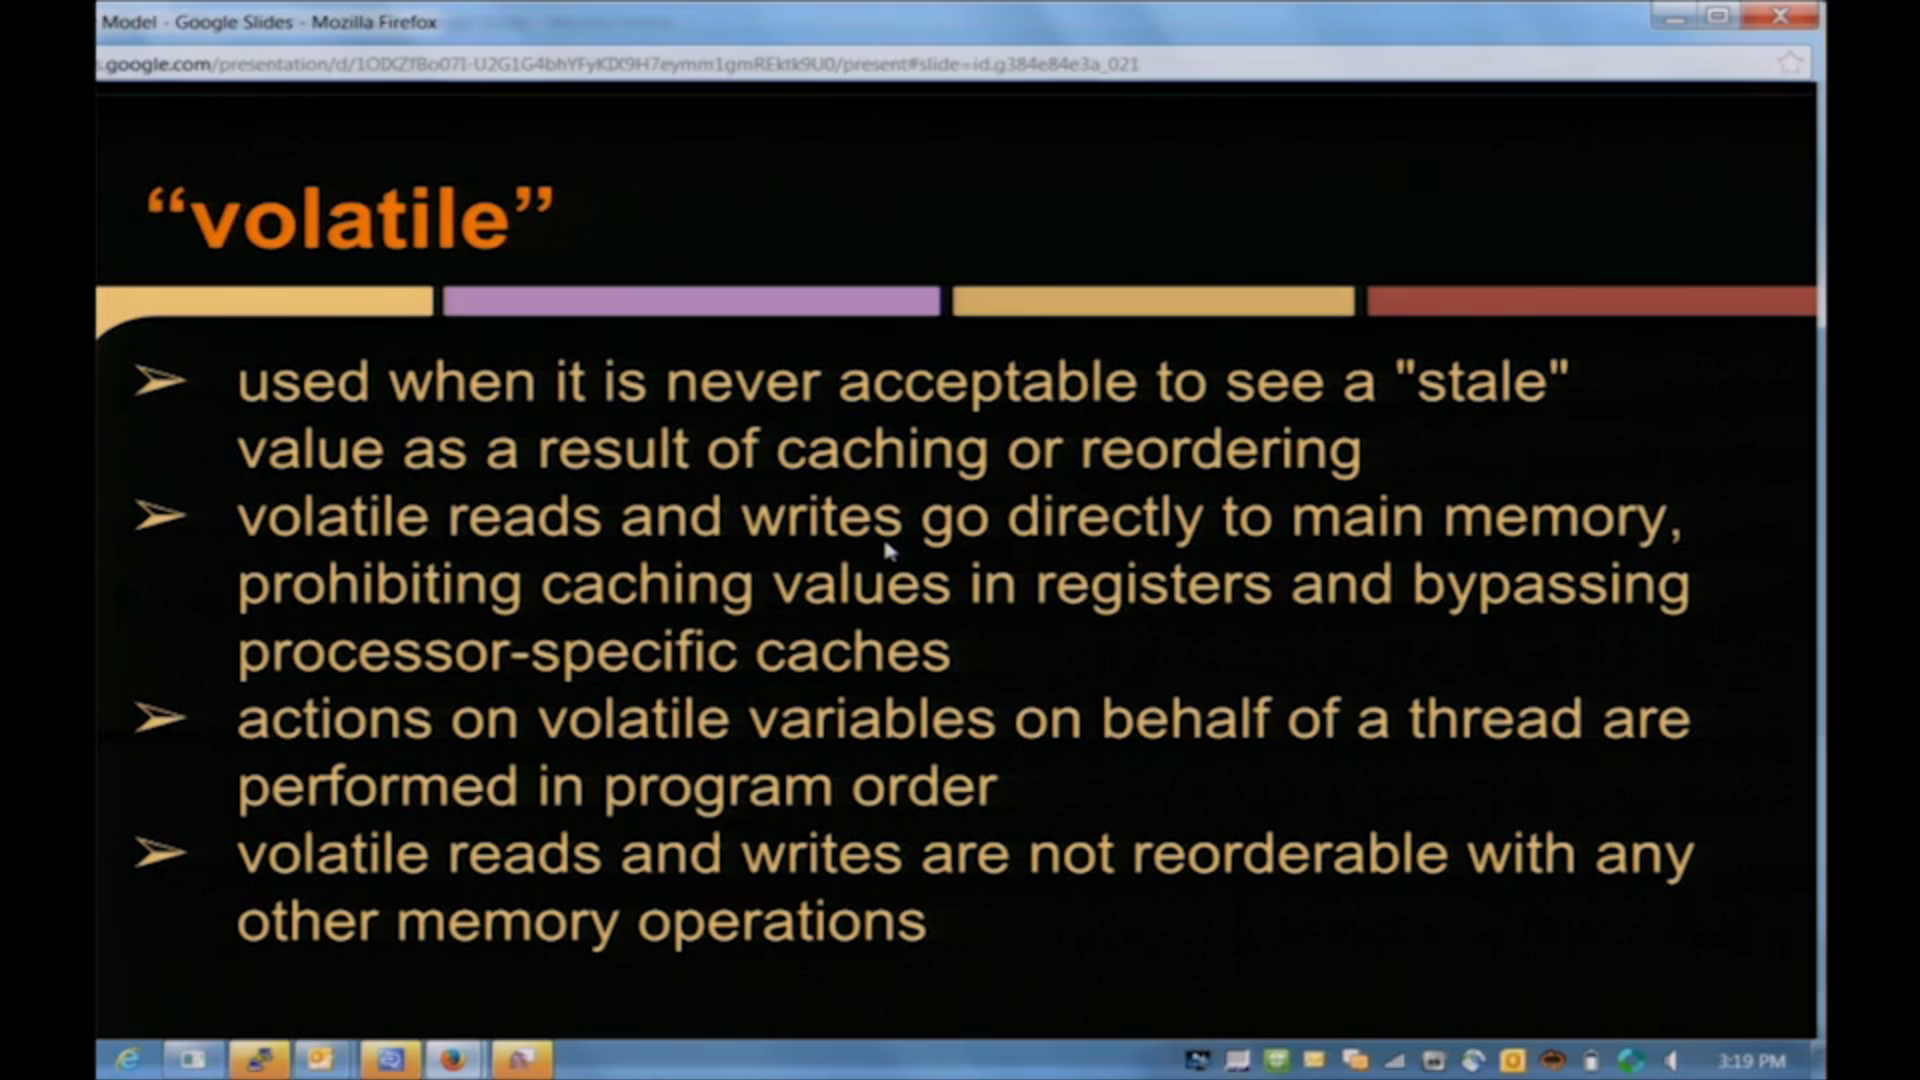 Model - Google Slides - Mozilla Firefox
google.com/presentation/d/
/present#slide=id.g384e84e3a_021
“volatile”
used when it is never acceptable to see a "stale"
value as a result of caching or reordering
volatile reads and writes go directly to main memory,
prohibiting caching values in registers and bypassing
processor-specific caches
actions on volatile variables on behalf of a thread are
performed in program order
volatile reads and writes are not reorderable with any
other memory operations
3:19 PM